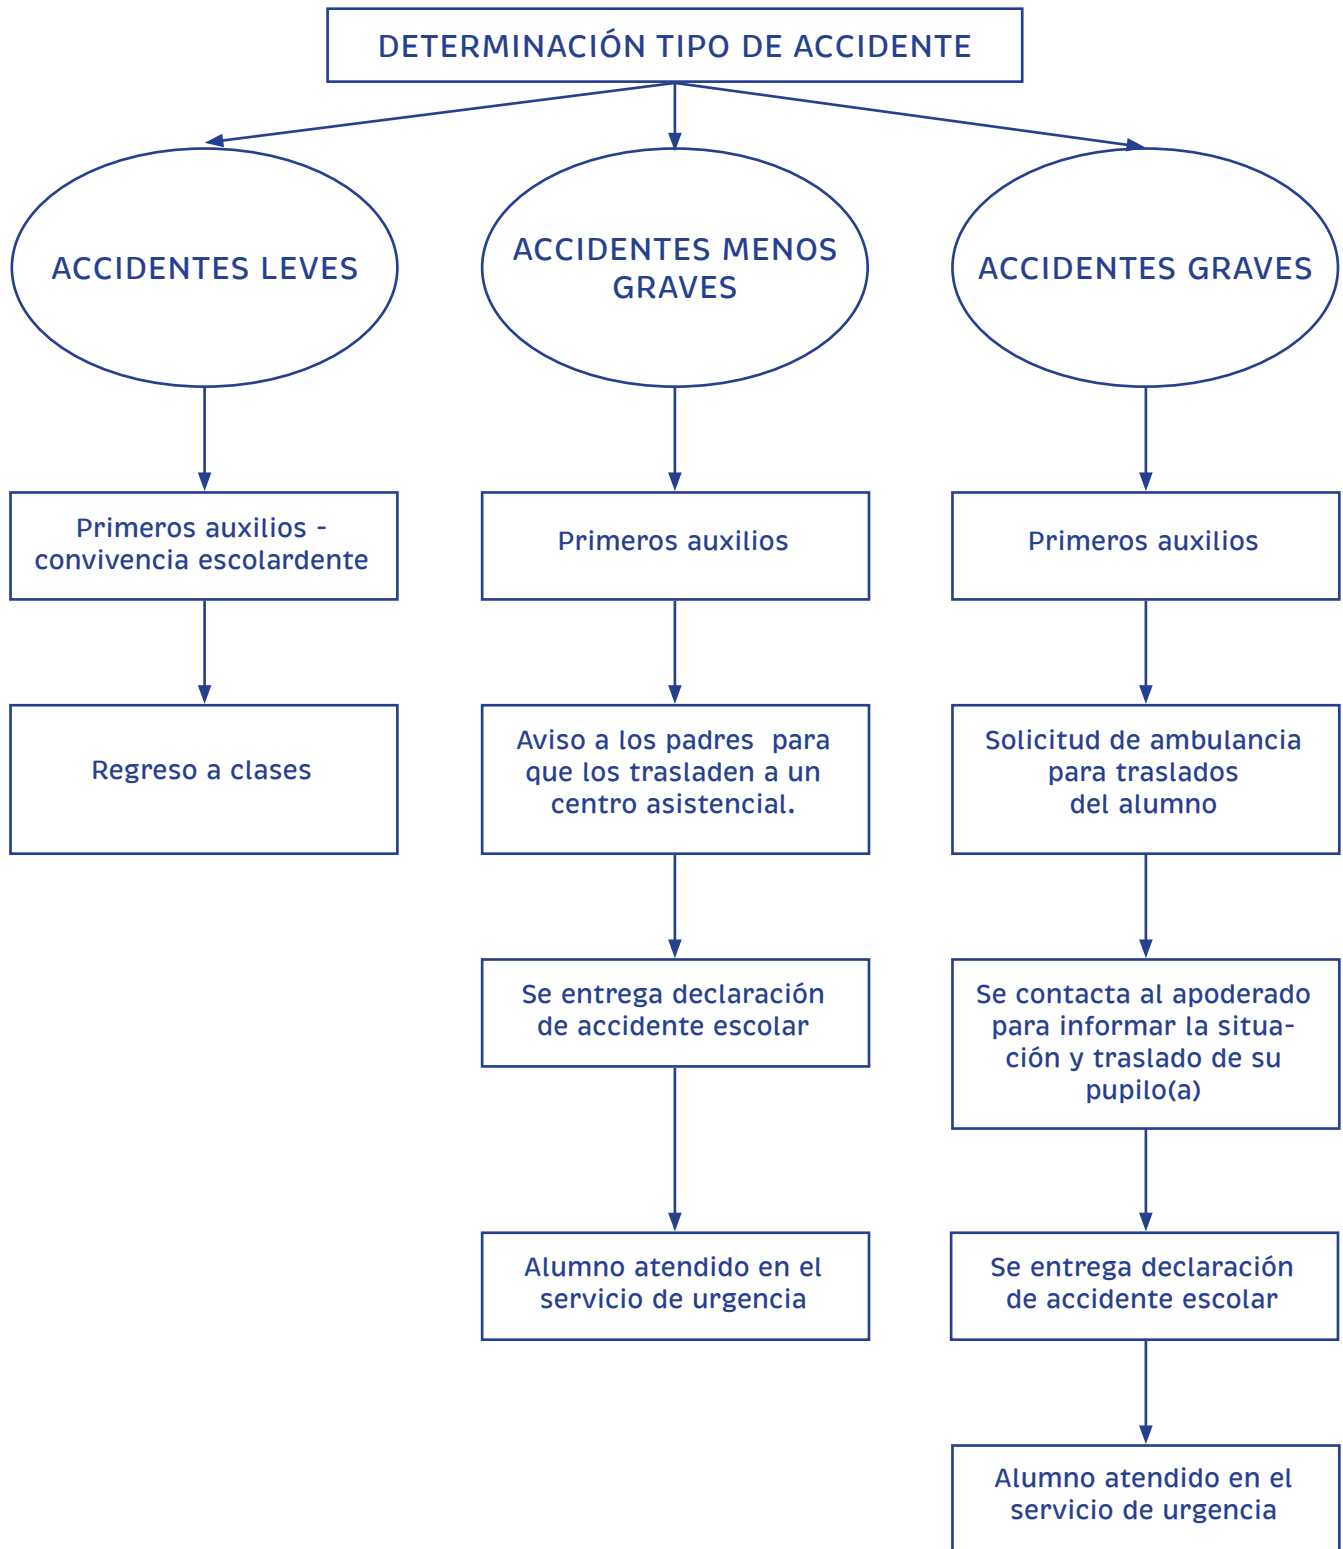 DETERMINACIÓN TIPO DE ACCIDENTE
ACCIDENTES LEVES
Primeros auxilios -
convivencia escolardente
Regreso a clases
ACCIDENTES MENOS
GRAVES
Primeros auxilios
Aviso a los padres para
que los trasladen a un
centro asistencial.
Se entrega declaración
de accidente escolar
Alumno atendido en el
servicio de urgencia
ACCIDENTES GRAVES
Primeros auxilios
Solicitud de ambulancia
para traslados
del alumno
Se contacta al apoderado
para informar la situa-
ción y traslado de su
pupilo(a)
Se entrega declaración
de accidente escolar
Alumno atendido en el
servicio de urgencia